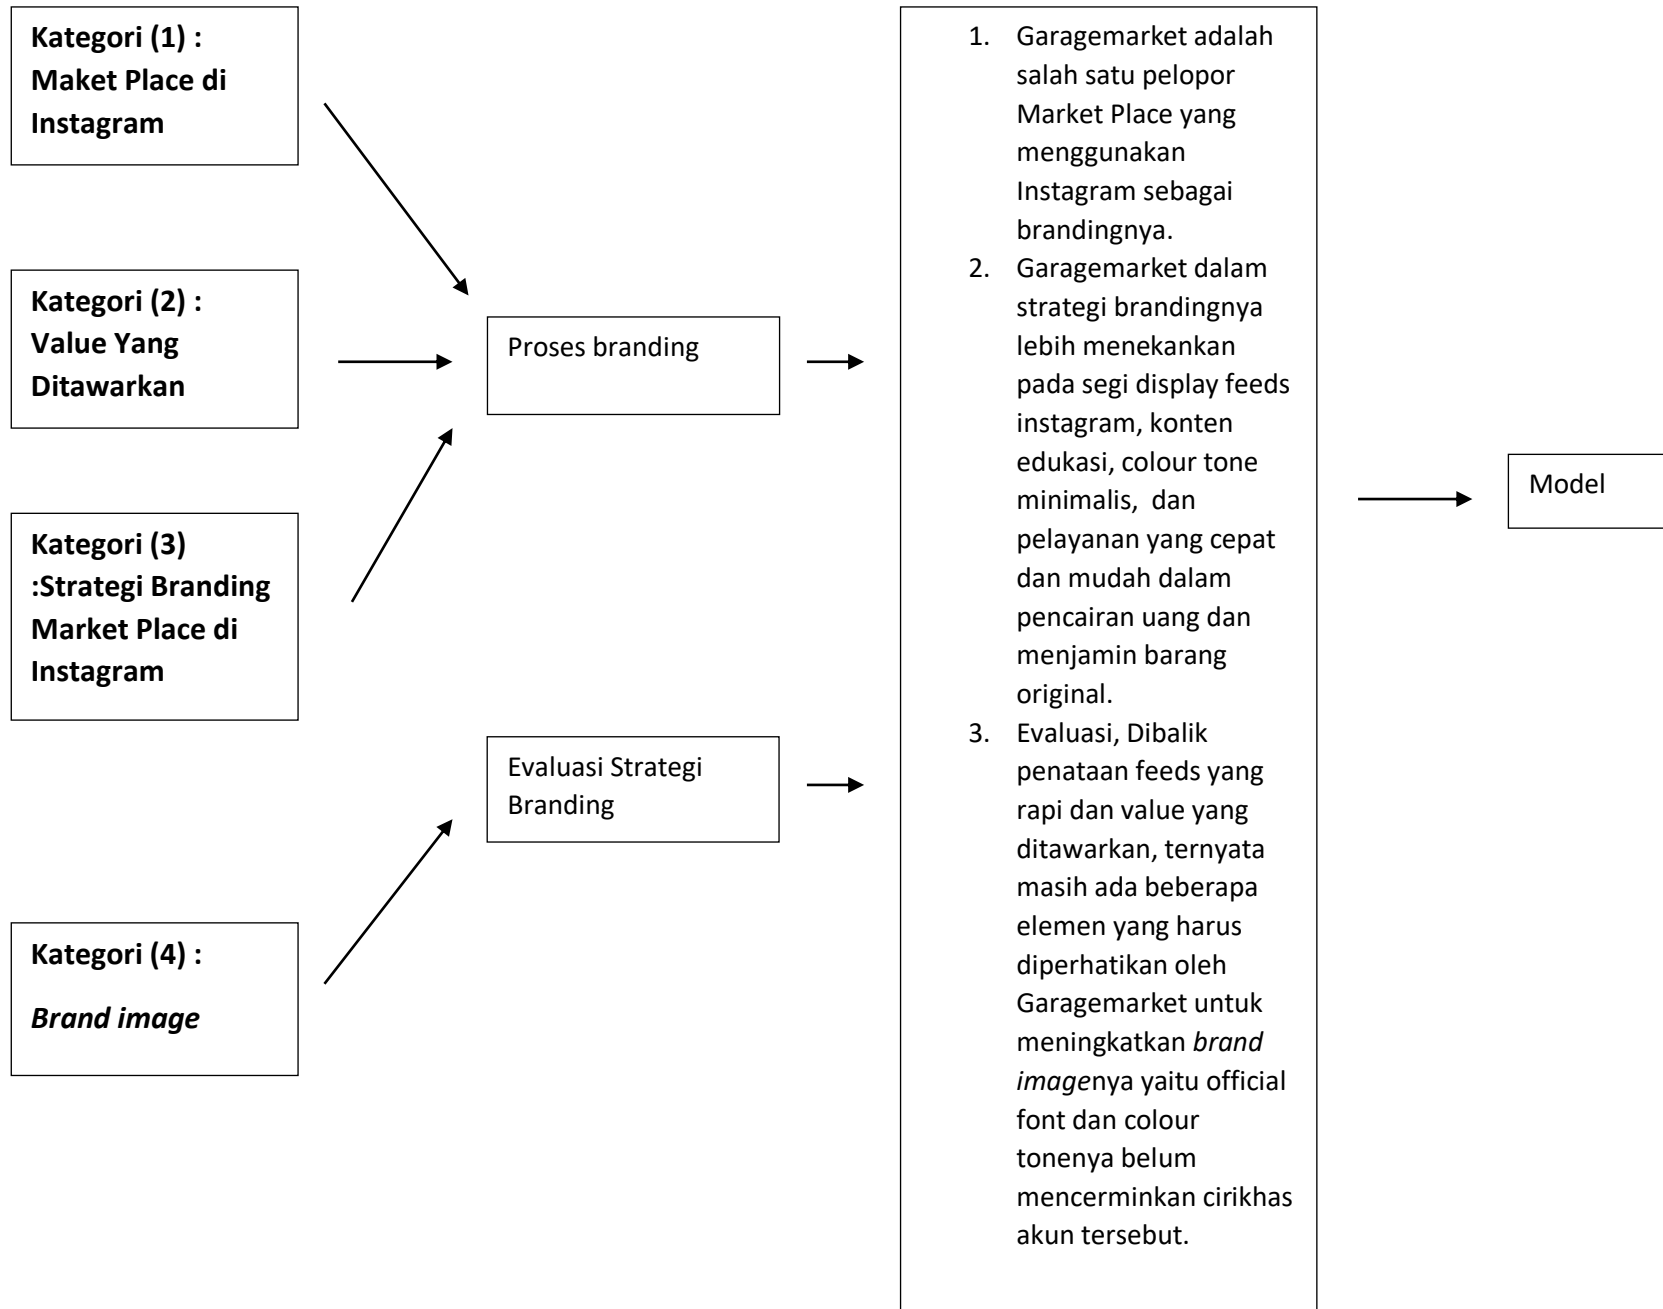 Kategori (1) :
Maket Place di
Instagram
Kategori (2) :
Value Yang
Ditawarkan
Kategori (3)
:Strategi Branding
Market Place di
Instagram
Kategori (4) :
Brand image
Proses branding
Evaluasi Strategi
Branding
1. Garagemarket adalah
salah satu pelopor
Market Place yang
menggunakan
Instagram sebagai
brandingnya.
2. Garagemarket dalam
strategi brandingnya
lebih menekankan
pada segi display feeds
instagram, konten
edukasi, colour tone
minimalis, dan
pelayanan yang cepat
dan mudah dalam
pencairan uang dan
menjamin barang
original.
3. Evaluasi, Dibalik
penataan feeds yang
rapi dan value yang
ditawarkan, ternyata
masih ada beberapa
elemen yang harus
diperhatikan oleh
Garagemarket untuk
meningkatkan brand
imagenya yaitu official
font dan colour
tonenya belum
mencerminkan cirikhas
akun tersebut.
Model